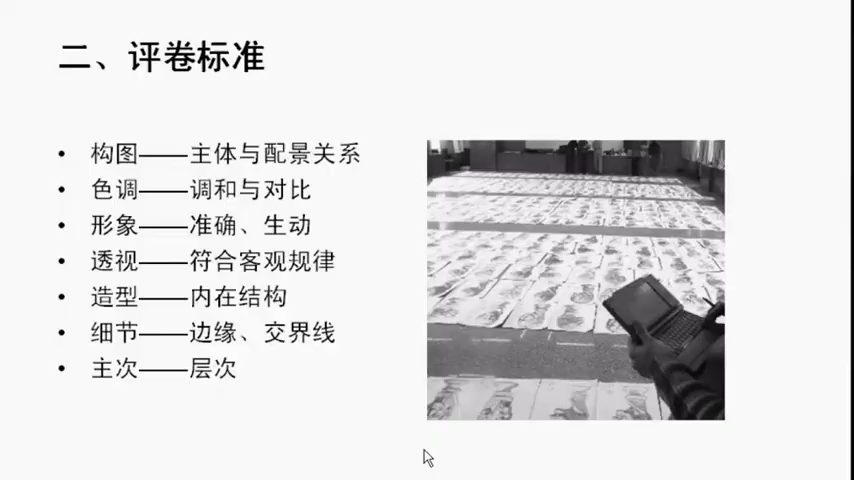 二、评卷标准
• 构图——主体与配景关系
• 色调——调和与对比
• 形象——准确、生动
• 透视——符合客观规律
• 造型——内在结构
• 细节——边缘、交界线
• 主次——层次